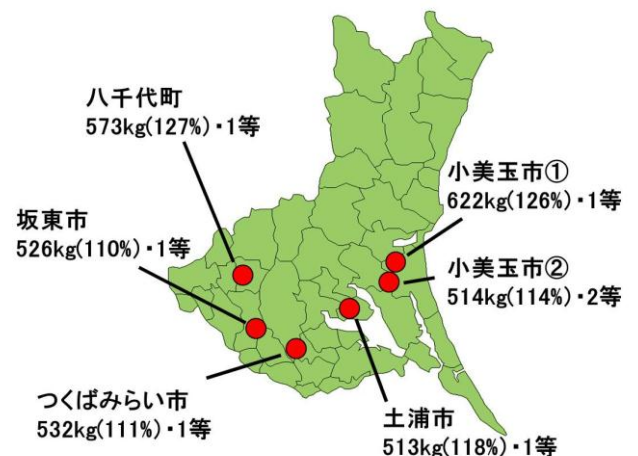 八千代町
573kg(127%)・1等
小美玉市①
622kg(126%)・1等
坂東市
526kg(110%)・1等
小美玉市②
514kg(114%)・2等
つくばみらい市
532kg(111%)・1等
土浦市
513kg(118%)・1等